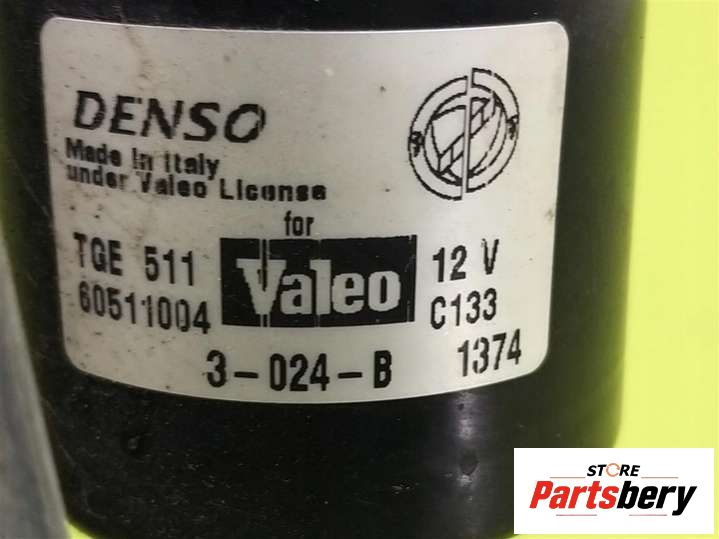 DENSO
Made in Italy
under Valeo License
for
TGE 511 Valeo 12 V
60511004 C133
3-024-B 1374
STORE
Partsbery